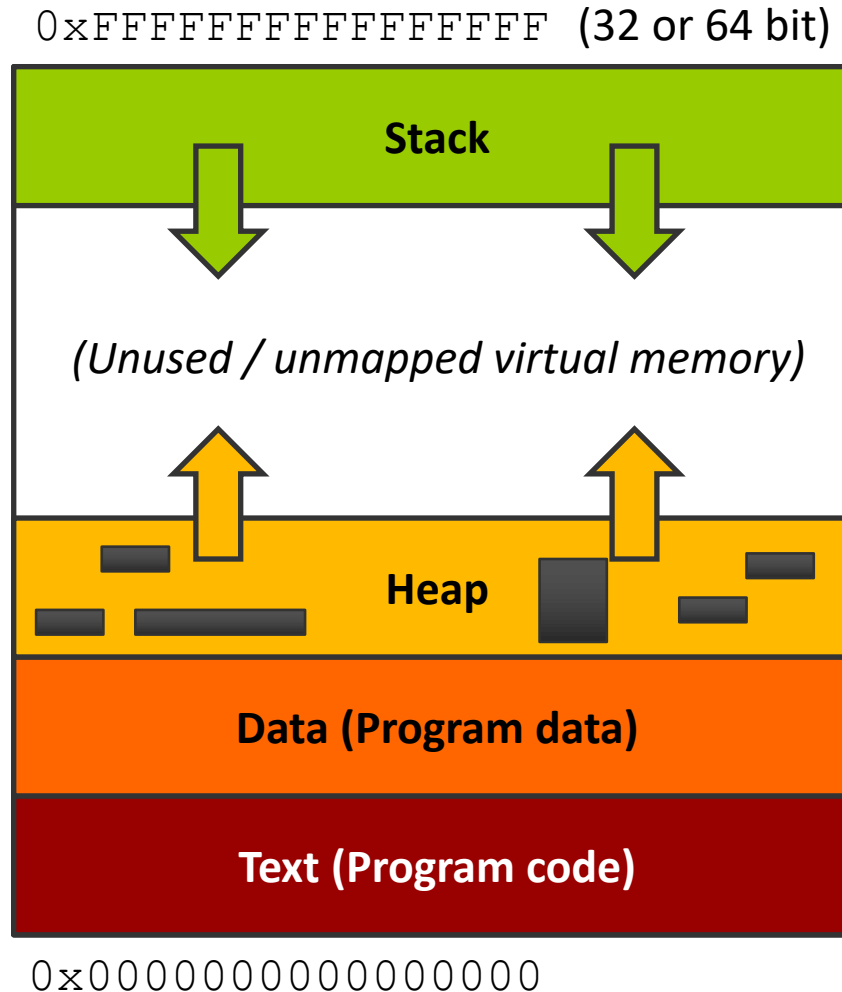 0xFFFFFFFFFFFFFFFF (32 or 64 bit)
Stack
(Unused / unmapped virtual memory)
Heap
Data (Program data)
Text (Program code)
0x0000000000000000